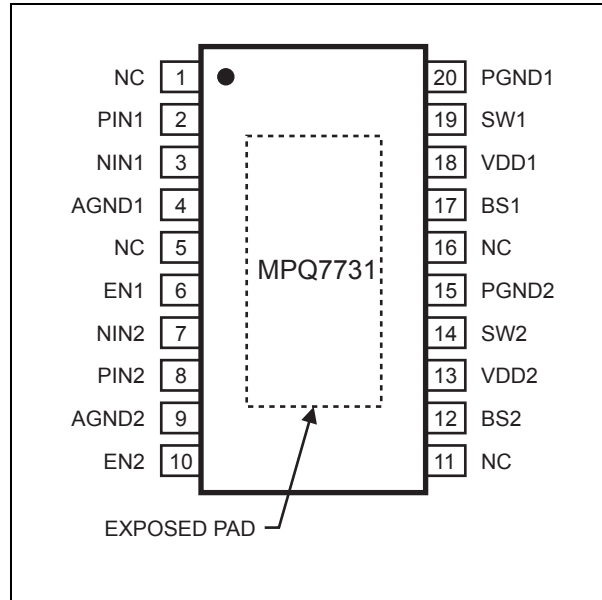 NC 1 20 PGND1
PIN1 2 19 SW1
NIN1 3 18 VDD1
AGND1 4 17 BS1
NC 5 16 NC
MPQ7731
EN1 6 15 PGND2
NIN2 7 14 SW2
PIN2 8 13 VDD2
AGND2 9 12 BS2
EN2 10 11 NC
EXPOSED PAD